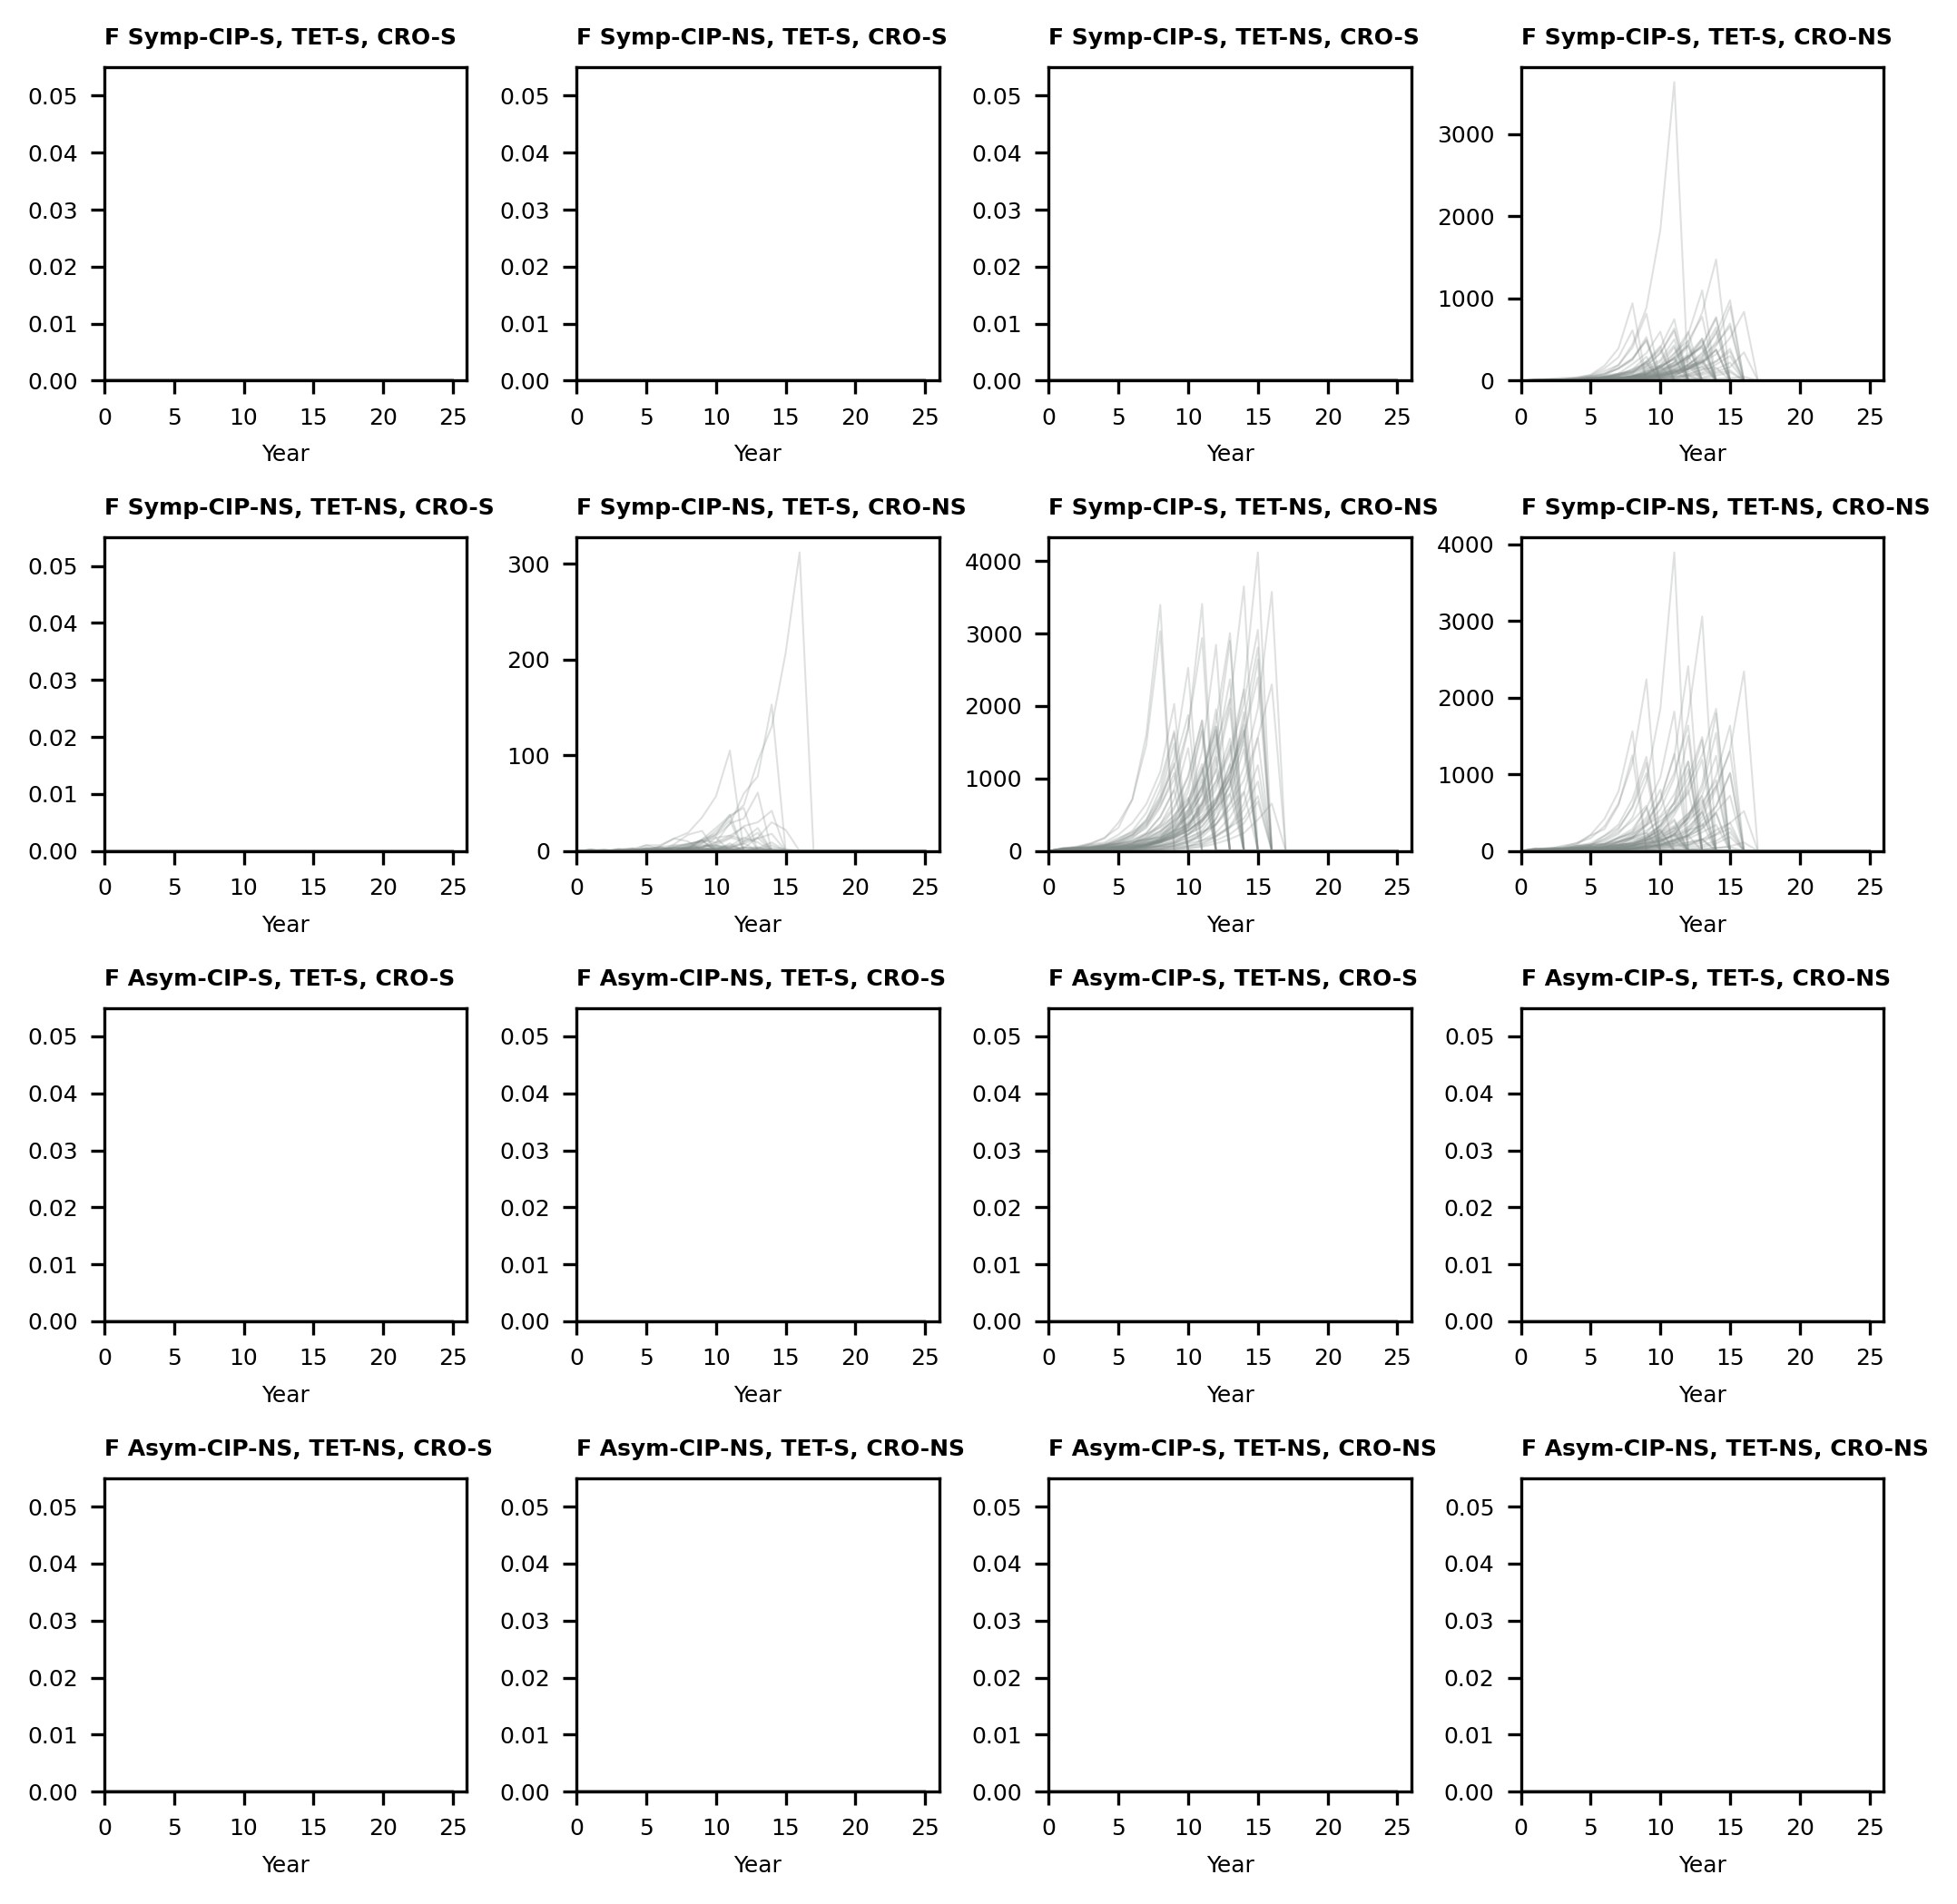 F Symp-CIP-S, TET-S, CRO-S
F Symp-CIP-NS, TET-S, CRO-S
F Symp-CIP-S, TET-NS, CRO-S
F Symp-CIP-S, TET-S, CRO-NS
0.05
0.04
0.03
0.02
0.01
0.00
0 5 10 15 20 25
Year
0.05
0.04
0.03
0.02
0.01
0.00
0 5 10 15 20 25
Year
0.05
0.04
0.03
0.02
0.01
0.00
0 5 10 15 20 25
Year
3000
2000
1000
0
0 5 10 15 20 25
Year
F Symp-CIP-NS, TET-NS, CRO-S
F Symp-CIP-NS, TET-S, CRO-NS
F Symp-CIP-S, TET-NS, CRO-NS
F Symp-CIP-NS, TET-NS, CRO-NS
0.05
0.04
0.03
0.02
0.01
0.00
0 5 10 15 20 25
Year
300
200
100
0
0 5 10 15 20 25
Year
4000
3000
2000
1000
0
0 5 10 15 20 25
Year
4000
3000
2000
1000
0
0 5 10 15 20 25
Year
F Asym-CIP-S, TET-S, CRO-S
F Asym-CIP-NS, TET-S, CRO-S
F Asym-CIP-S, TET-NS, CRO-S
F Asym-CIP-S, TET-S, CRO-NS
0.05
0.04
0.03
0.02
0.01
0.00
0 5 10 15 20 25
Year
0.05
0.04
0.03
0.02
0.01
0.00
0 5 10 15 20 25
Year
0.05
0.04
0.03
0.02
0.01
0.00
0 5 10 15 20 25
Year
0.05
0.04
0.03
0.02
0.01
0.00
0 5 10 15 20 25
Year
F Asym-CIP-NS, TET-NS, CRO-S
F Asym-CIP-NS, TET-S, CRO-NS
F Asym-CIP-S, TET-NS, CRO-NS
F Asym-CIP-NS, TET-NS, CRO-NS
0.05
0.04
0.03
0.02
0.01
0.00
0 5 10 15 20 25
Year
0.05
0.04
0.03
0.02
0.01
0.00
0 5 10 15 20 25
Year
0.05
0.04
0.03
0.02
0.01
0.00
0 5 10 15 20 25
Year
0.05
0.04
0.03
0.02
0.01
0.00
0 5 10 15 20 25
Year